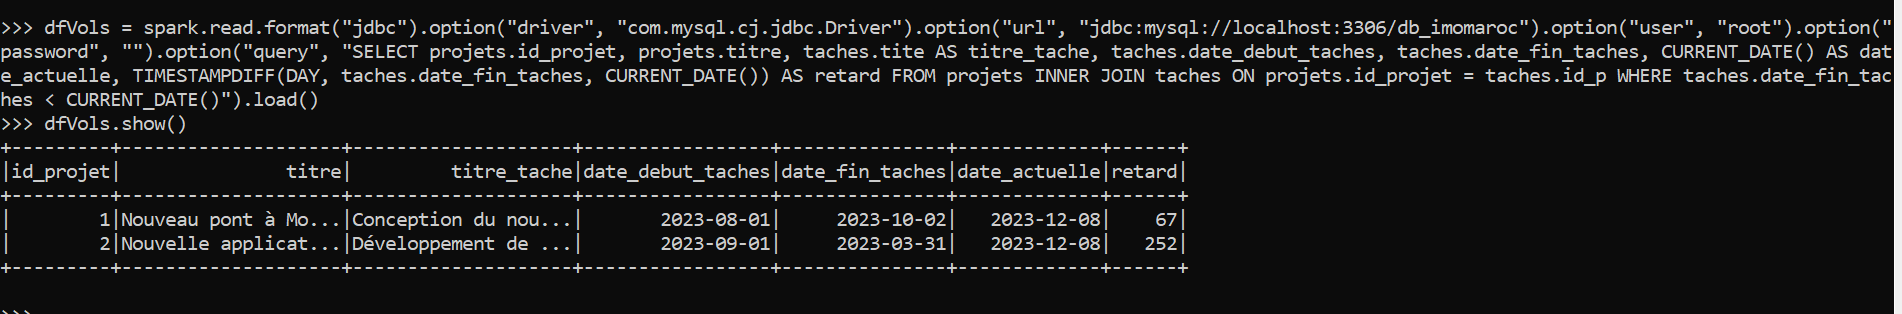 >>> dfVols = spark.read.format("jdbc").option("driver", "com.mysql.cj.jdbc.Driver").option("url", "jdbc:mysql://localhost:3306/db_imomaroc").option("user", "root").option("
password", "").option("query", "SELECT projets.id_projet, projets.titre, taches.tite AS titre_tache, taches.date_debut_taches, taches.date_fin_taches, CURRENT_DATE() AS dat
e_actuelle, TIMESTAMPDIFF(DAY, taches.date_fin_taches, CURRENT_DATE()) AS retard FROM projets INNER JOIN taches ON projets.id_projet = taches.id_p WHERE taches.date_fin_tac
hes < CURRENT_DATE()").load()
>>> dfVols.show()
+---------+-------------------+-------------------+-----------------+---------------+-------------+------+
|id_projet|              titre|        titre_tache|date_debut_taches|date_fin_taches|date_actuelle|retard|
+---------+-------------------+-------------------+-----------------+---------------+-------------+------+
|        1|Nouveau pont à Mo...|Conception du nou...|       2023-08-01|     2023-10-02|   2023-12-08|    67|
|        2|Nouvelle applicat...|Développement de ...|       2023-09-01|     2023-03-31|   2023-12-08|   252|
+---------+-------------------+-------------------+-----------------+---------------+-------------+------+
>>>